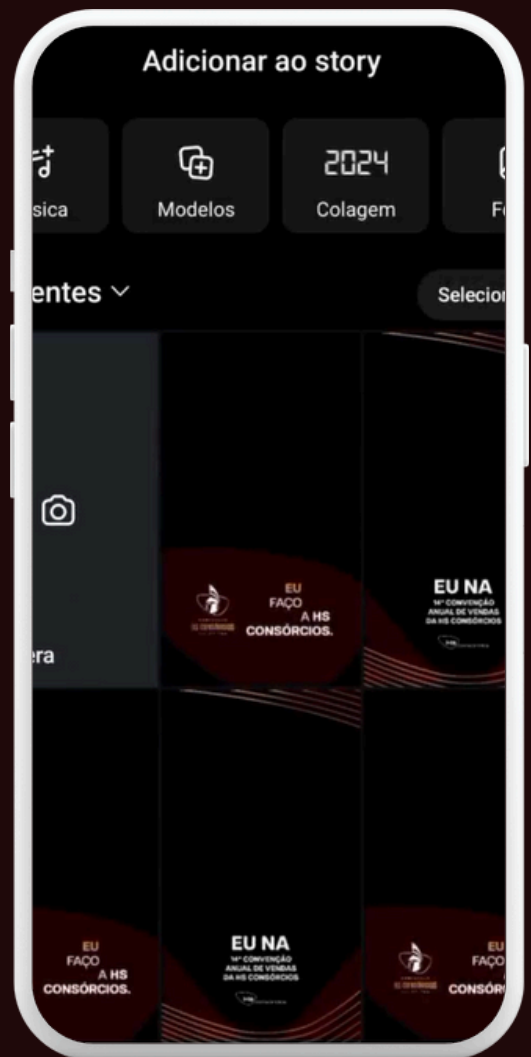 Adicionar ao story
sica
Modelos
2024
Colagem
entes
Selecion
era
EU
FAÇO
A HS
CONSÓRCIOS.
EU NA
14ª CONVENÇÃO
ANUAL DE VENDAS
DA HS CONSÓRCIOS
EU
FAÇO
A HS
CONSÓRCIOS.
EU NA
14ª CONVENÇÃO
ANUAL DE VENDAS
DA HS CONSÓRCIOS
EU
FAÇO
CONSÓR